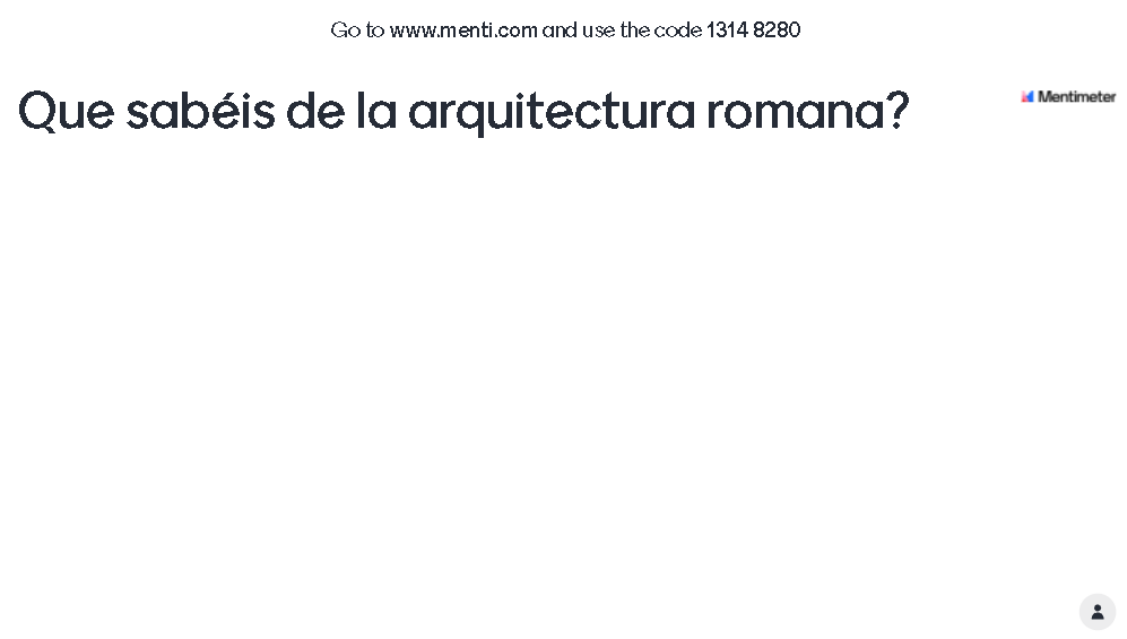 Go to www.menti.com and use the code 1314 8280
Que sabéis de la arquitectura romana?
Mentimeter